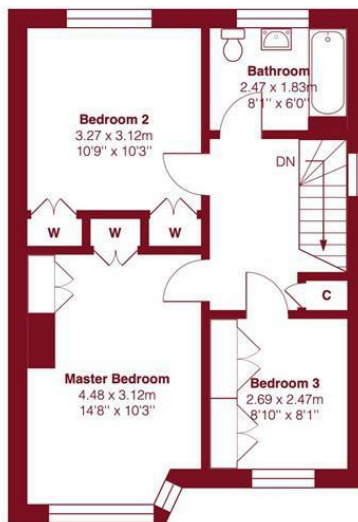 Bedroom 2
3.27 x 3.12m
10'9'' x 10'3''
Bathroom
2.47 x 1.83m
8'1'' x 6'0''
DN
W
W
W
C
Master Bedroom
4.48 x 3.12m
14'8'' x 10'3''
Bedroom 3
2.69 x 2.47m
8'10'' x 8'1''